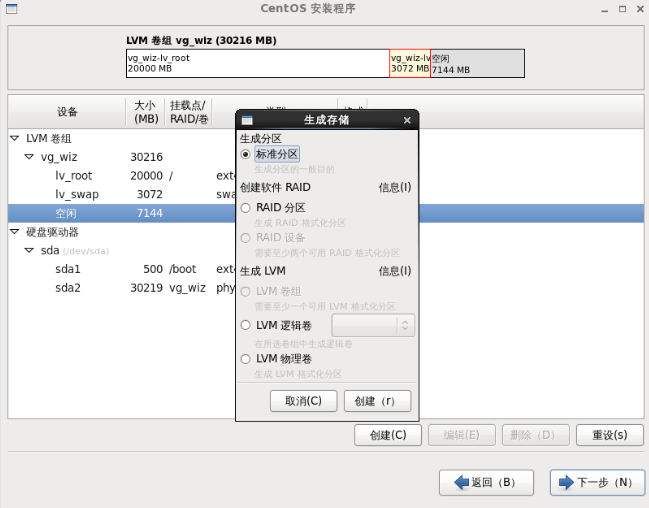 CentOS 安装程序
LVM 卷组 vg_wiz (30216 MB)
vg_wiz-lv_root
20000 MB
vg_wiz-lv
3072 MB
空闲
7144 MB
设备
大小
(MB)
挂载点/
RAID/卷
LVM 卷组
vg_wiz 30216
lv_root 20000 / ext
lv_swap 3072 swa
空闲 7144
硬盘驱动器
sda (/dev/sda)
sda1 500 /boot ext
sda2 30219 vg_wiz phy
生成存储
生成分区
标准分区
生成分区的一般目的
创建软件 RAID 信息(I)
RAID 分区
生成 RAID 格式化分区
RAID 设备
需要至少两个可用 RAID 格式化分区
生成 LVM 信息(I)
LVM 卷组
需要至少一个可用 LVM 格式化分区
LVM 逻辑卷
在所选卷组中生成逻辑卷
LVM 物理卷
生成 LVM 格式化分区
取消(C) 创建（r）
创建(C) 编辑(E) 删除（D） 重设(s)
返回（B） 下一步（N）